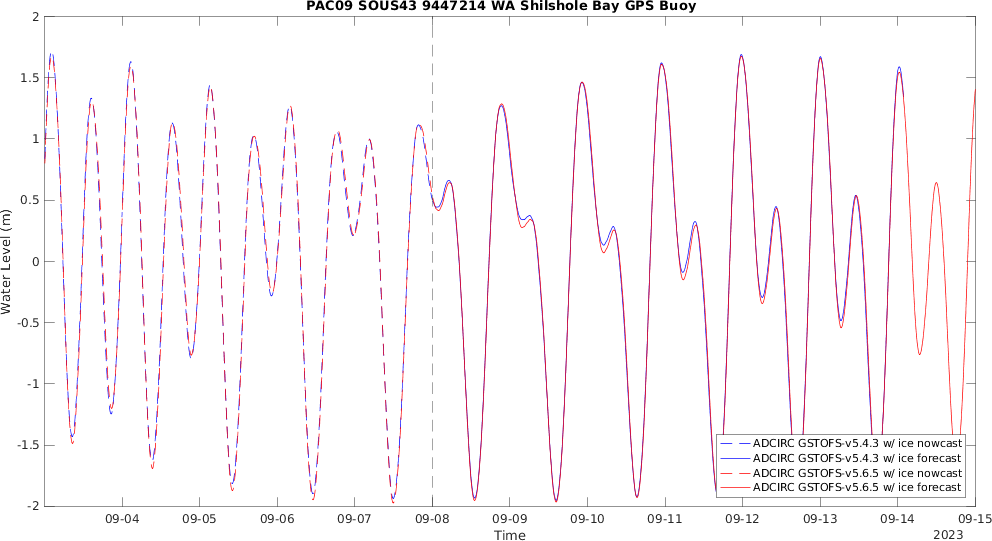 PAC09 SOUS43 9447214 WA Shilshole Bay GPS Buoy
Water Level (m)
2
1.5
1
0.5
0
-0.5
-1
-1.5
-2
ADCIRC GSTOFS-v5.4.3 w/ ice nowcast
ADCIRC GSTOFS-v5.4.3 w/ ice forecast
ADCIRC GSTOFS-v5.6.5 w/ ice nowcast
ADCIRC GSTOFS-v5.6.5 w/ ice forecast
09-04 09-05 09-06 09-07 09-08 09-09 09-10 09-11 09-12 09-13 09-14 09-15
Time
2023